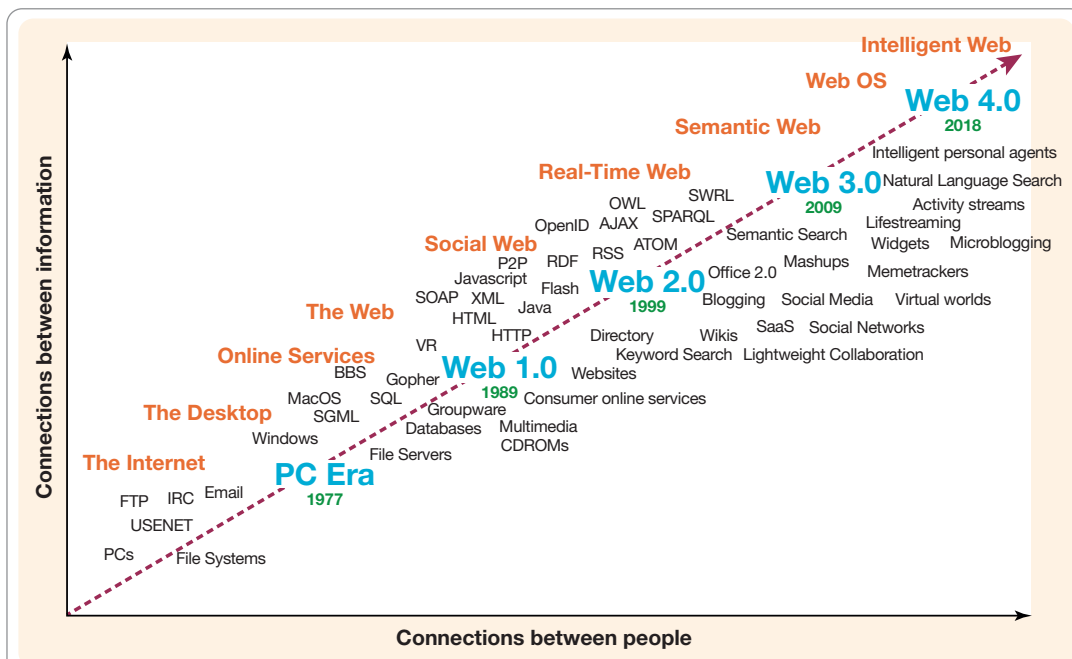 Intelligent Web
Web OS
Web 4.0
2018
Semantic Web
Intelligent personal agents
Real-Time Web
Web 3.0
Natural Language Search
2009
SWRL
OWL
Activity streams
SPARQL
Lifestreaming
OpenID
AJAX
Semantic Search
Social Web
ATOM
Widgets
Microblogging
RSS
P2P
RDF
Mashups
Office 2.0
Memetrackers
Javascript
Flash
Web 2.0
SOAP
XML
Blogging
Social Media
Virtual worlds
Java
1999
The Web
HTML
HTTP
Directory
Wikis
SaaS
Social Networks
VR
Online Services
Keyword Search
Lightweight Collaboration
BBS
Gopher
Web 1.0
Websites
1989
MacOS
SQL
Consumer online services
The Desktop
SGML
Groupware
Databases
Multimedia
Windows
CDROMs
File Servers
The Internet
PC Era
1977
FTP
IRC
Email
USENET
PCs
File Systems
Connections between information
Connections between people